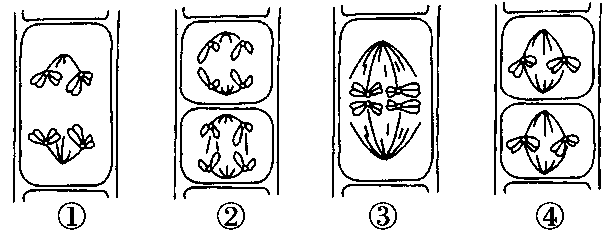 ① ② ③ ④